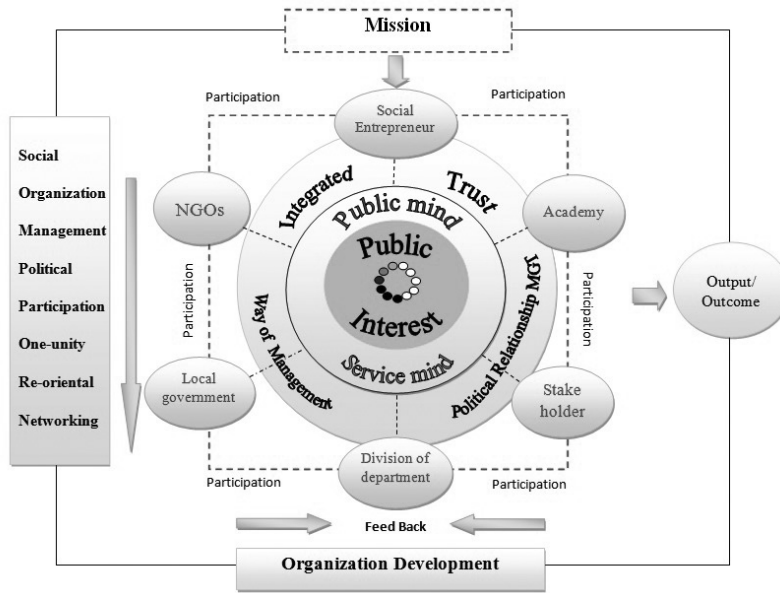 Mission
Participation
Participation
Social
Entrepreneur
Social
Organization
Management
Political
Participation
One-unity
Re-oriental
Networking
NGOs
Integrated
Trust
Academy
Public mind
Public
Interest
Service mind
Participation
Participation
Way of Management
Political Relationship MGT
Output/
Outcome
Local
government
Stake
holder
Division of
department
Participation
Participation
Feed Back
Organization Development